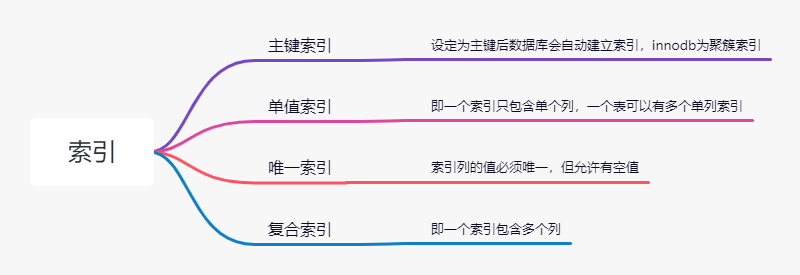 索引
主键索引
设定为主键后数据库会自动建立索引，innodb为聚簇索引
单值索引
即一个索引只包含单个列，一个表可以有多个单列索引
唯一索引
索引列的值必须唯一，但允许有空值
复合索引
即一个索引包含多个列